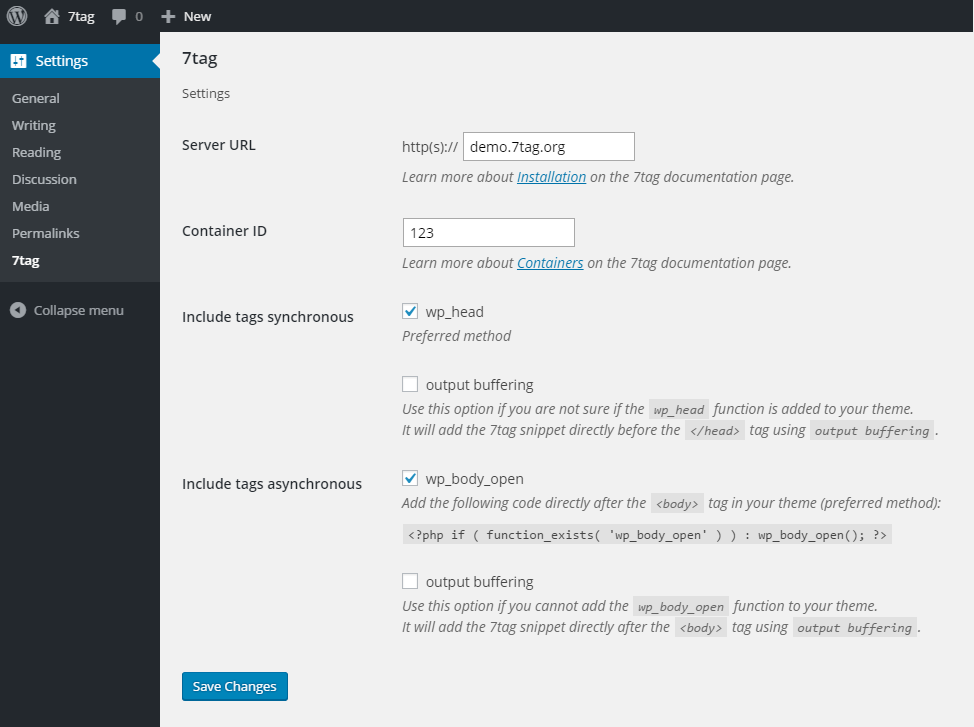 7tag 0 New
Settings
General
Writing
Reading
Discussion
Media
Permalinks
7tag
Collapse menu
7tag
Settings
Server URL http(s):// demo.7tag.org
Learn more about Installation on the 7tag documentation page.
Container ID 123
Learn more about Containers on the 7tag documentation page.
Include tags synchronous wp_head
Preferred method
output buffering
Use this option if you are not sure if the wp_head function is added to your theme.
It will add the 7tag snippet directly before the </head> tag using output buffering .
Include tags asynchronous wp_body_open
Add the following code directly after the <body> tag in your theme (preferred method):
<?php if ( function_exists( 'wp_body_open' ) ) : wp_body_open(); ?>
output buffering
Use this option if you cannot add the wp_body_open function to your theme.
It will add the 7tag snippet directly after the <body> tag using output buffering .
Save Changes